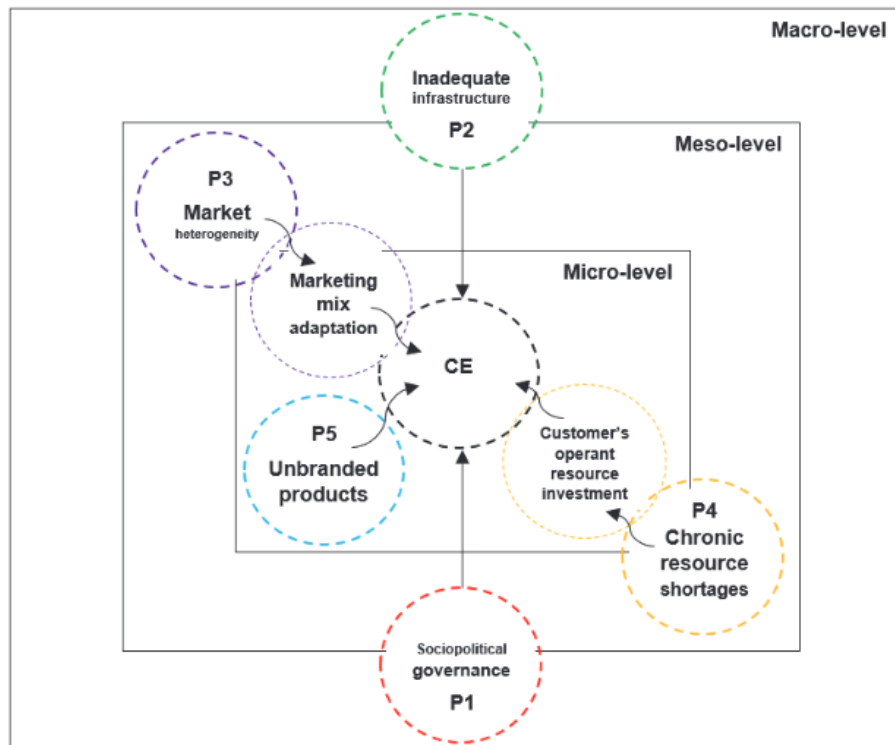 Macro-level
Inadequate
infrastructure
P2
Meso-level
P3
Market
heterogeneity
Micro-level
Marketing
mix
adaptation
CE
P5
Unbranded
products
Customer's
operant
resource
investment
P4
Chronic
resource
shortages
Sociopolitical
governance
P1